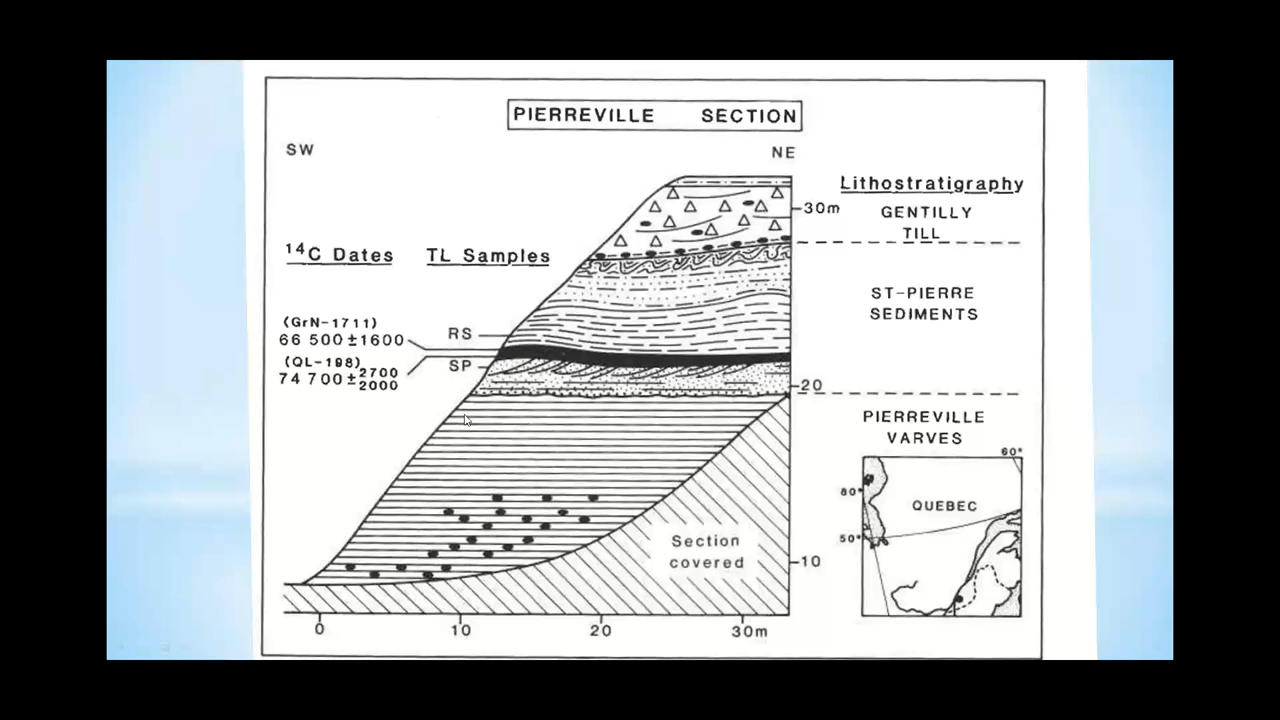 PIERREVILLE SECTION
SW
NE
Lithostratigraphy
30m
GENTILLY
TILL
14C Dates
TL Samples
ST-PIERRE
SEDIMENTS
(GrN-1711)
66 500±1600
RS
(QL-198)
74 700±2700
2000
SP
20
PIERREVILLE
VARVES
60°
80°
QUEBEC
50°
Section
covered
10
0
10
20
30m